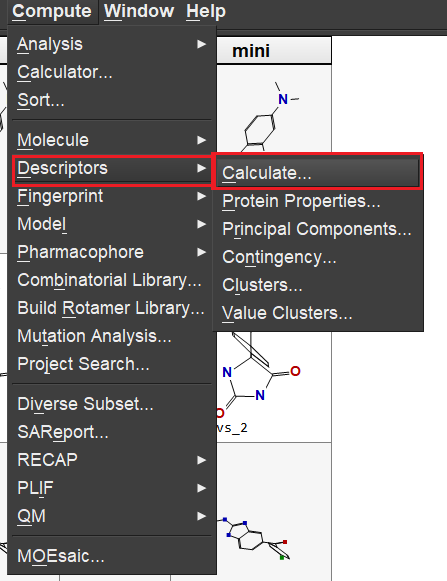 Compute Window Help
mini
Analysis
Calculator...
Sort...
N
Molecule
Descriptors
Calculate...
Fingerprint
Protein Properties...
Model
Principal Components...
Pharmacophore
Contingency...
Combinatorial Library...
Clusters...
Build Rotamer Library...
Value Clusters...
Mutation Analysis...
Project Search...
N O
N
O
vs_2
Diverse Subset...
SAReport...
RECAP
PLIF
QM
MOEsaic...